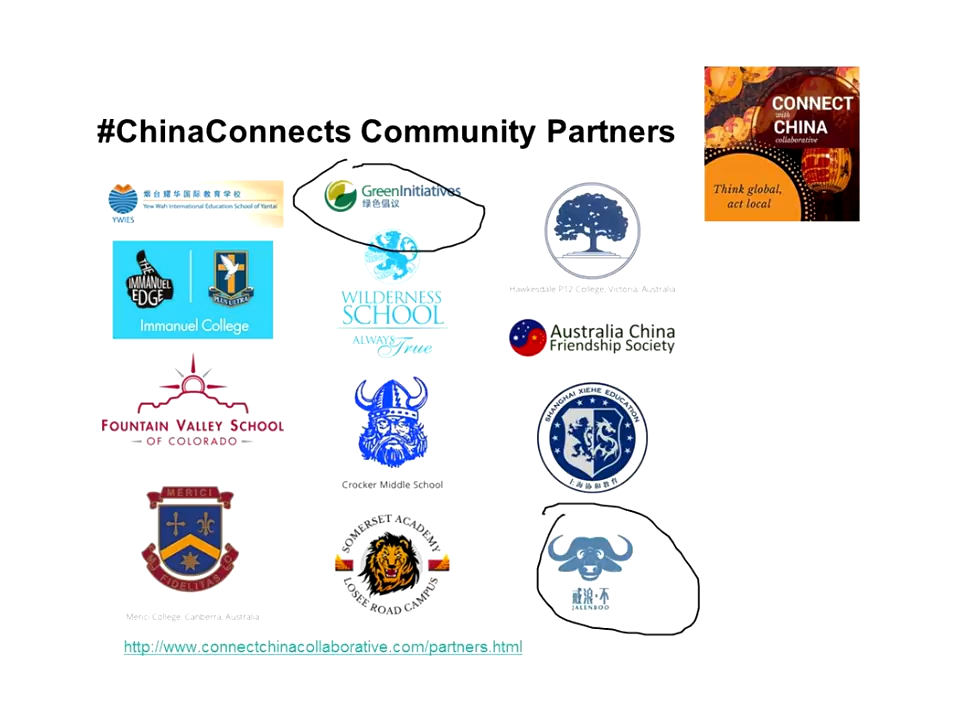 #ChinaConnects Community Partners
CONNECT
with
CHINA
collaborative
Think global,
act local
烟台耀华国际教育学校
Yew Wah International Education School of Yantai
YWIES
GreenInitiatives
绿色倡议
THE
IMMANUEL
EDGE
PLUS ULTRA
Immanuel College
WILDERNESS
SCHOOL
ALWAYS
True
Hawkesdale P12 College, Victoria, Australia
Australia China
Friendship Society
FOUNTAIN VALLEY SCHOOL
OF COLORADO
Crocker Middle School
SHANGHAI XIEHE EDUCATION
上海协和教育
MERICI
FIDELITAS
Merici College, Canberra, Australia
SOMERSET ACADEMY
LOSEE ROAD CAMPUS
戒浪·不
JALENBOO
http://www.connectchinacollaborative.com/partners.html